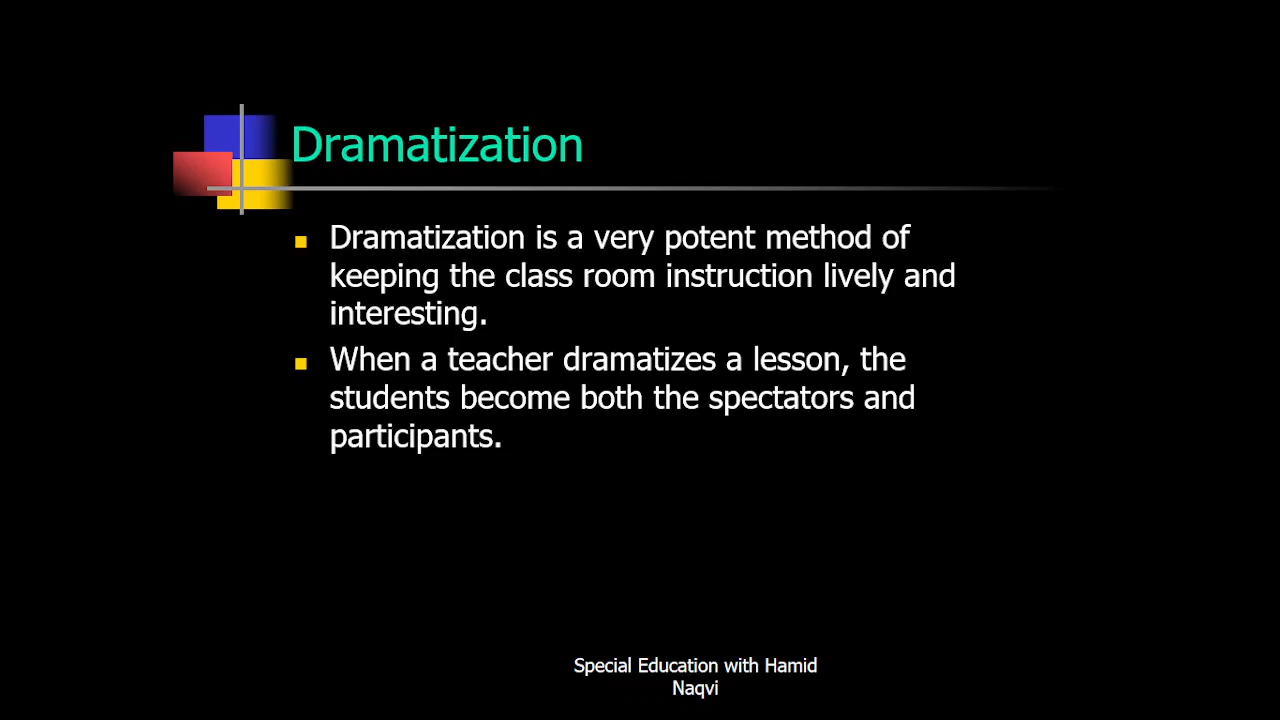 Dramatization
Dramatization is a very potent method of
keeping the class room instruction lively and
interesting.
When a teacher dramatizes a lesson, the
students become both the spectators and
participants.
Special Education with Hamid
Naqvi